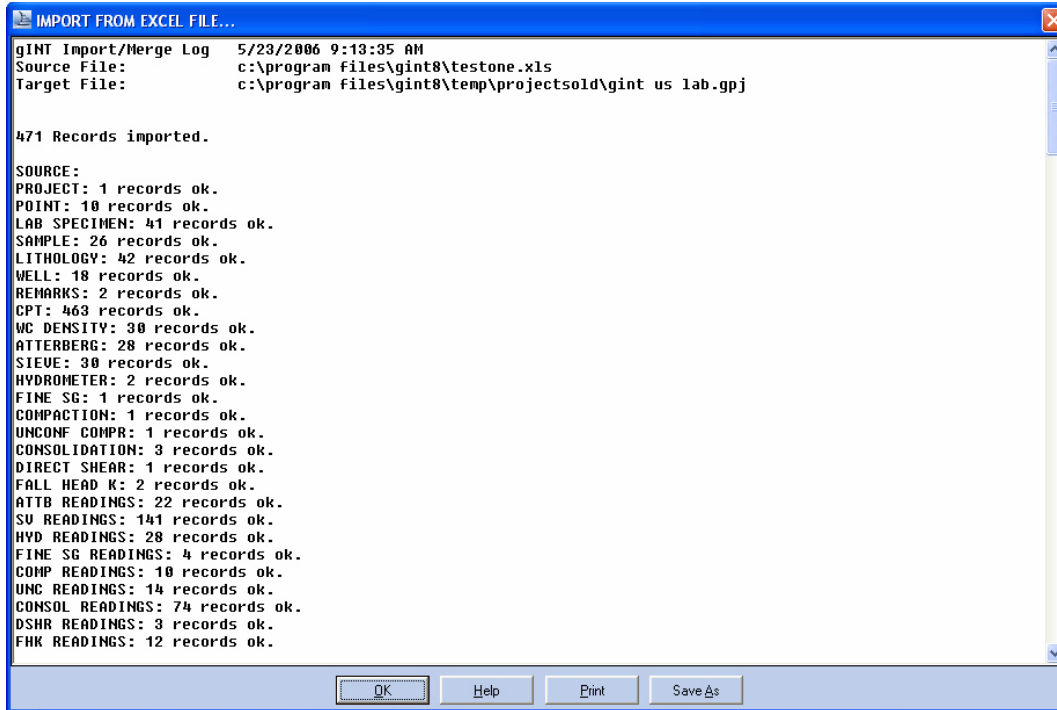 IMPORT FROM EXCEL FILE...
gINT Import/Merge Log   5/23/2006 9:13:35 AM
Source File:            c:\program files\gint8\testone.xls
Target File:            c:\program files\gint8\temp\projectsold\gint us lab.gpj
471 Records imported.
SOURCE:
PROJECT: 1 records ok.
POINT: 10 records ok.
LAB SPECIMEN: 41 records ok.
SAMPLE: 26 records ok.
LITHOLOGY: 42 records ok.
WELL: 18 records ok.
REMARKS: 2 records ok.
CPT: 463 records ok.
WC DENSITY: 30 records ok.
ATTERBERG: 28 records ok.
SIEVE: 30 records ok.
HYDROMETER: 2 records ok.
FINE SG: 1 records ok.
COMPACTION: 1 records ok.
UNCONF COMPR: 1 records ok.
CONSOLIDATION: 3 records ok.
DIRECT SHEAR: 1 records ok.
FALL HEAD K: 2 records ok.
ATTB READINGS: 22 records ok.
SV READINGS: 141 records ok.
HYD READINGS: 28 records ok.
FINE SG READINGS: 4 records ok.
COMP READINGS: 10 records ok.
UNC READINGS: 14 records ok.
CONSOL READINGS: 74 records ok.
DSHR READINGS: 3 records ok.
FHK READINGS: 12 records ok.
OK Help Print Save As